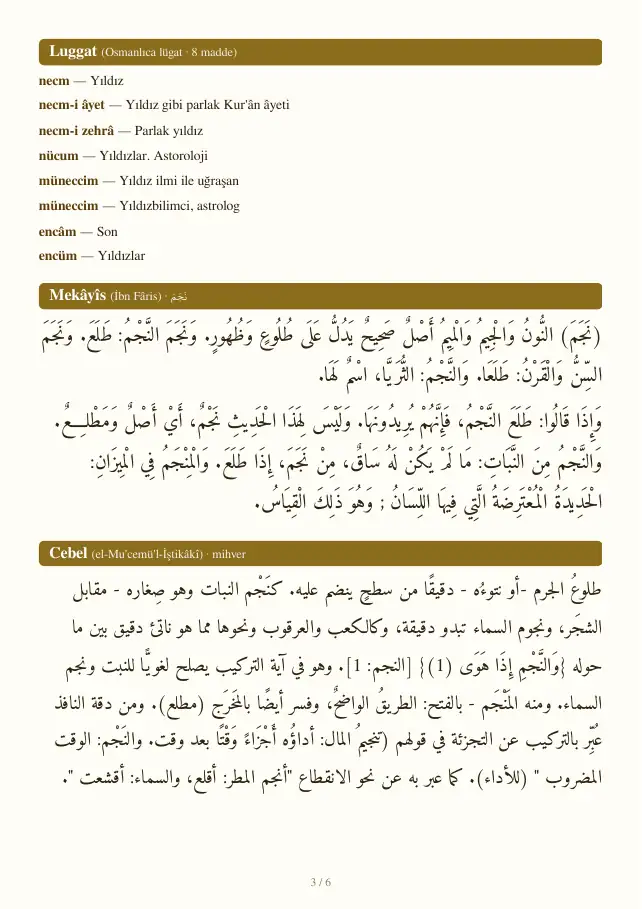 Luggat (Osmanlıca lügat · 8 madde)
necm — Yıldız
necm-i âyet — Yıldız gibi parlak Kur'ân âyeti
necm-i zehrâ — Parlak yıldız
nücum — Yıldızlar. Astoroloji
müneccim — Yıldız ilmi ile uğraşan
müneccim — Yıldızbilimci, astrolog
encâm — Son
encüm — Yıldızlar
Mekâyîs (İbn Fâris) · نَجَمَ
(نَجَمَ) النُّونُ وَالْجِيمُ وَالْمِيمُ أَصْلٌ صَحِيحٌ يَدُلُّ عَلَى طُلُوعٍ وَظُهُورٍ. وَنَجَمَ النَّجْمُ: طَلَعَ. وَنَجَمَ
السِّنُّ وَالْقَرْنُ: طَلَعَا. وَالنَّجْمُ: الثُّرَيَّا، اسْمٌ لَهَا.
وَإِذَا قَالُوا: طَلَعَ النَّجْمُ، فَإِنَّهُمْ يُرِيدُونَهَا. وَلَيْسَ لِهَذَا الْحَدِيثِ نَجْمٌ، أَيْ أَصْلٌ وَمَطْلِعٌ.
وَالنَّجْمُ مِنَ النَّبَاتِ: مَا لَمْ يَكُنْ لَهُ سَاقٌ، مِنْ نَجَمَ، إِذَا طَلَعَ. وَالْمِنْجَمُ فِي الْمِيزَانِ:
الْحَدِيدَةُ الْمُعْتَرِضَةُ الَّتِي فِيهَا اللِّسَانُ ; وَهُوَ ذَلِكَ الْقِيَاسُ.
Cebel (el-Mu'cemü'l-İştikâkî) · mihver
طلوعُ الجرم -أو نتوءُه - دقيقًا من سطحٍ ينضم عليه. كنَجْم النبات وهو صِغاره - مقابل
الشجَر، ونجوم السماء تبدو دقيقة، وكالكعب والعرقوب ونحوها مما هو ناتئ دقيق بين ما
حوله {وَالنَّجْمِ إِذَا هَوَى (1)} [النجم: 1]. وهو في آية التركيب يصلح لغويًّا للنبت ونجم
السماء. ومنه المَنْجَم - بالفتح: الطريقُ الواضحُ، وفسر أيضًا بالمَخرَج (مطلع). ومن دقة النافذ
عُبِّر بالتركيب عن التجزئة في قولهم (تنجيمُ المال: أداؤُه أَجْزَاءً وَقْتًا بعد وقت. والنَجْم: الوقت
المضروب " (للأداء). كما عبر به عن نحو الانقطاع "أنجم المطر: أقلع، والسماء: أقشعت ".
3 / 6